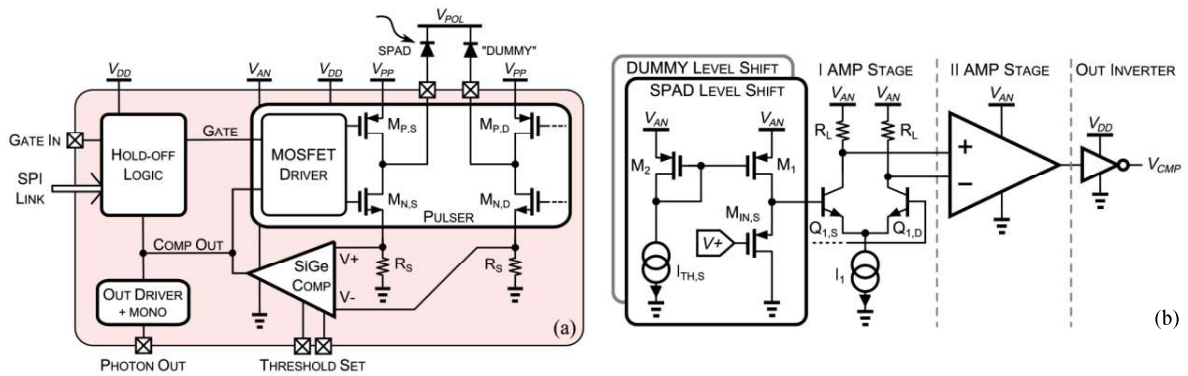 V_POL
SPAD
"DUMMY"
V_DD
V_AN
V_DD
V_PP
V_PP
GATE IN
HOLD-OFF
LOGIC
GATE
MOSFET
DRIVER
M_P,S
M_P,D
M_N,S
M_N,D
PULSER
SPI
LINK
COMP OUT
SiGe
COMP
V+
V-
R_S
R_S
OUT DRIVER
+ MONO
PHOTON OUT
THRESHOLD SET
(a)
DUMMY LEVEL SHIFT
SPAD LEVEL SHIFT
I AMP STAGE
II AMP STAGE
OUT INVERTER
V_AN
V_AN
V_AN
V_AN
V_AN
V_DD
R_L
R_L
M_2
M_1
M_IN,S
V+
I_TH,S
Q_1,S
Q_1,D
I_1
+
−
V_CMP
(b)